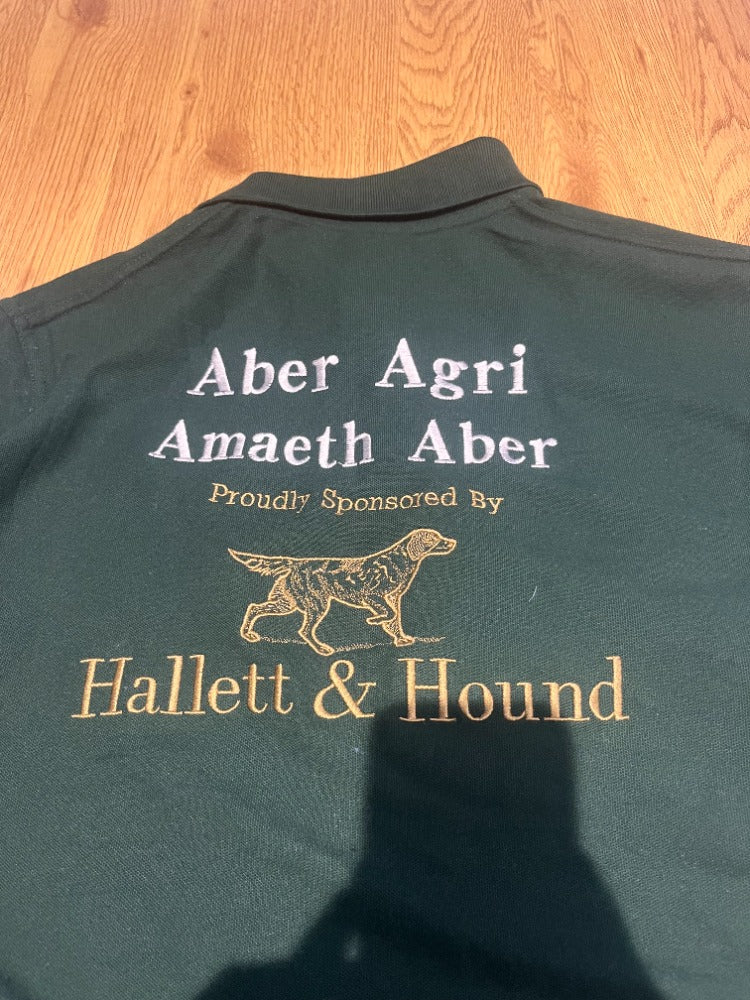 Aber Agri
Amaeth Aber
Proudly Sponsored By
Hallett & Hound